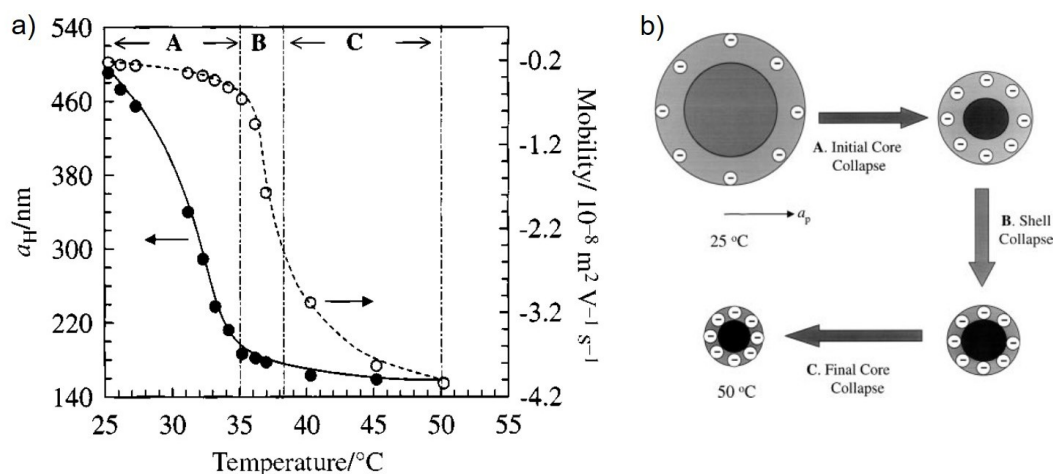 a)
540
460
380
300
220
140
a_H/nm
A
B
C
-0.2
-1.2
-2.2
-3.2
-4.2
Mobility/ 10⁻⁸ m² V⁻¹ s⁻¹
25 30 35 40 45 50 55
Temperature/°C
b)
A. Initial Core
Collapse
a_p
25 °C
B. Shell
Collapse
C. Final Core
Collapse
50 °C